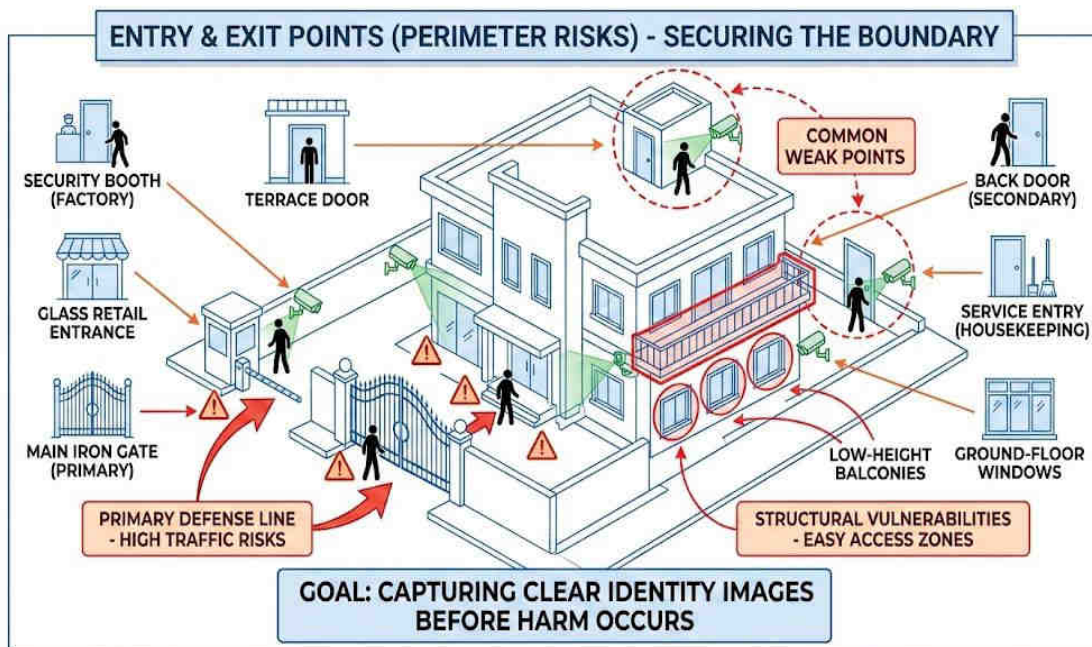 ENTRY & EXIT POINTS (PERIMETER RISKS) - SECURING THE BOUNDARY
SECURITY BOOTH
(FACTORY)
TERRACE DOOR
COMMON
WEAK POINTS
BACK DOOR
(SECONDARY)
GLASS RETAIL
ENTRANCE
SERVICE ENTRY
(HOUSEKEEPING)
MAIN IRON GATE
(PRIMARY)
LOW-HEIGHT
BALCONIES
GROUND-FLOOR
WINDOWS
PRIMARY DEFENSE LINE
- HIGH TRAFFIC RISKS
STRUCTURAL VULNERABILITIES
- EASY ACCESS ZONES
GOAL: CAPTURING CLEAR IDENTITY IMAGES
BEFORE HARM OCCURS